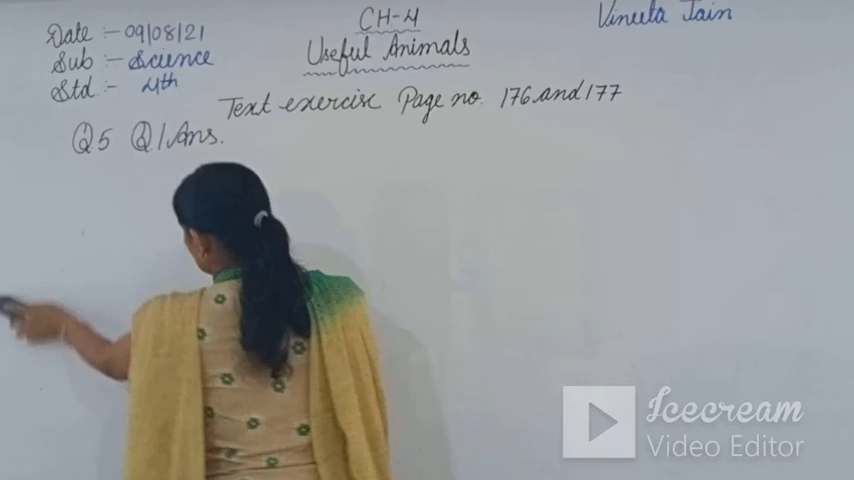 Date :- 09/08/21
Sub :- Science
Std :- 4th
CH-4
Useful Animals
Vineeta Jain
Text exercise Page no. 176 and 177
Q5 Q1 Ans.
Icecream
Video Editor